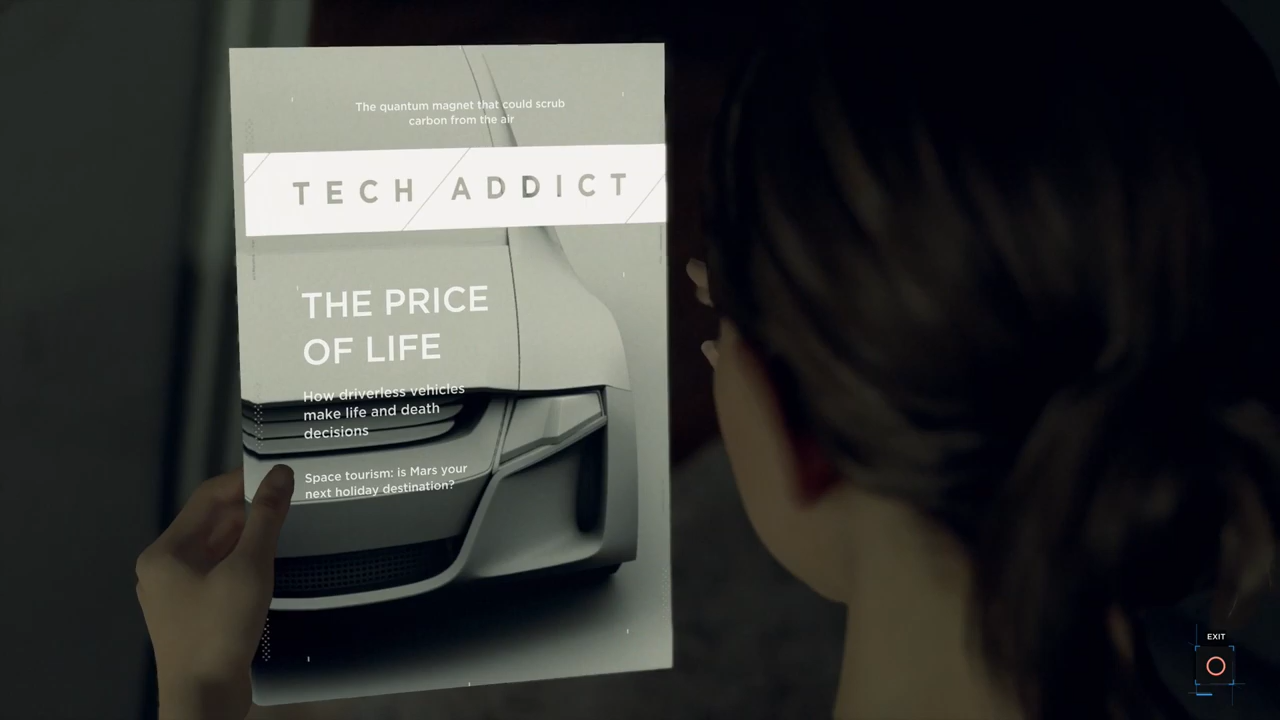 The quantum magnet that could scrub
carbon from the air
TECH ADDICT
THE PRICE
OF LIFE
How driverless vehicles
make life and death
decisions
Space tourism: is Mars your
next holiday destination?
EXIT